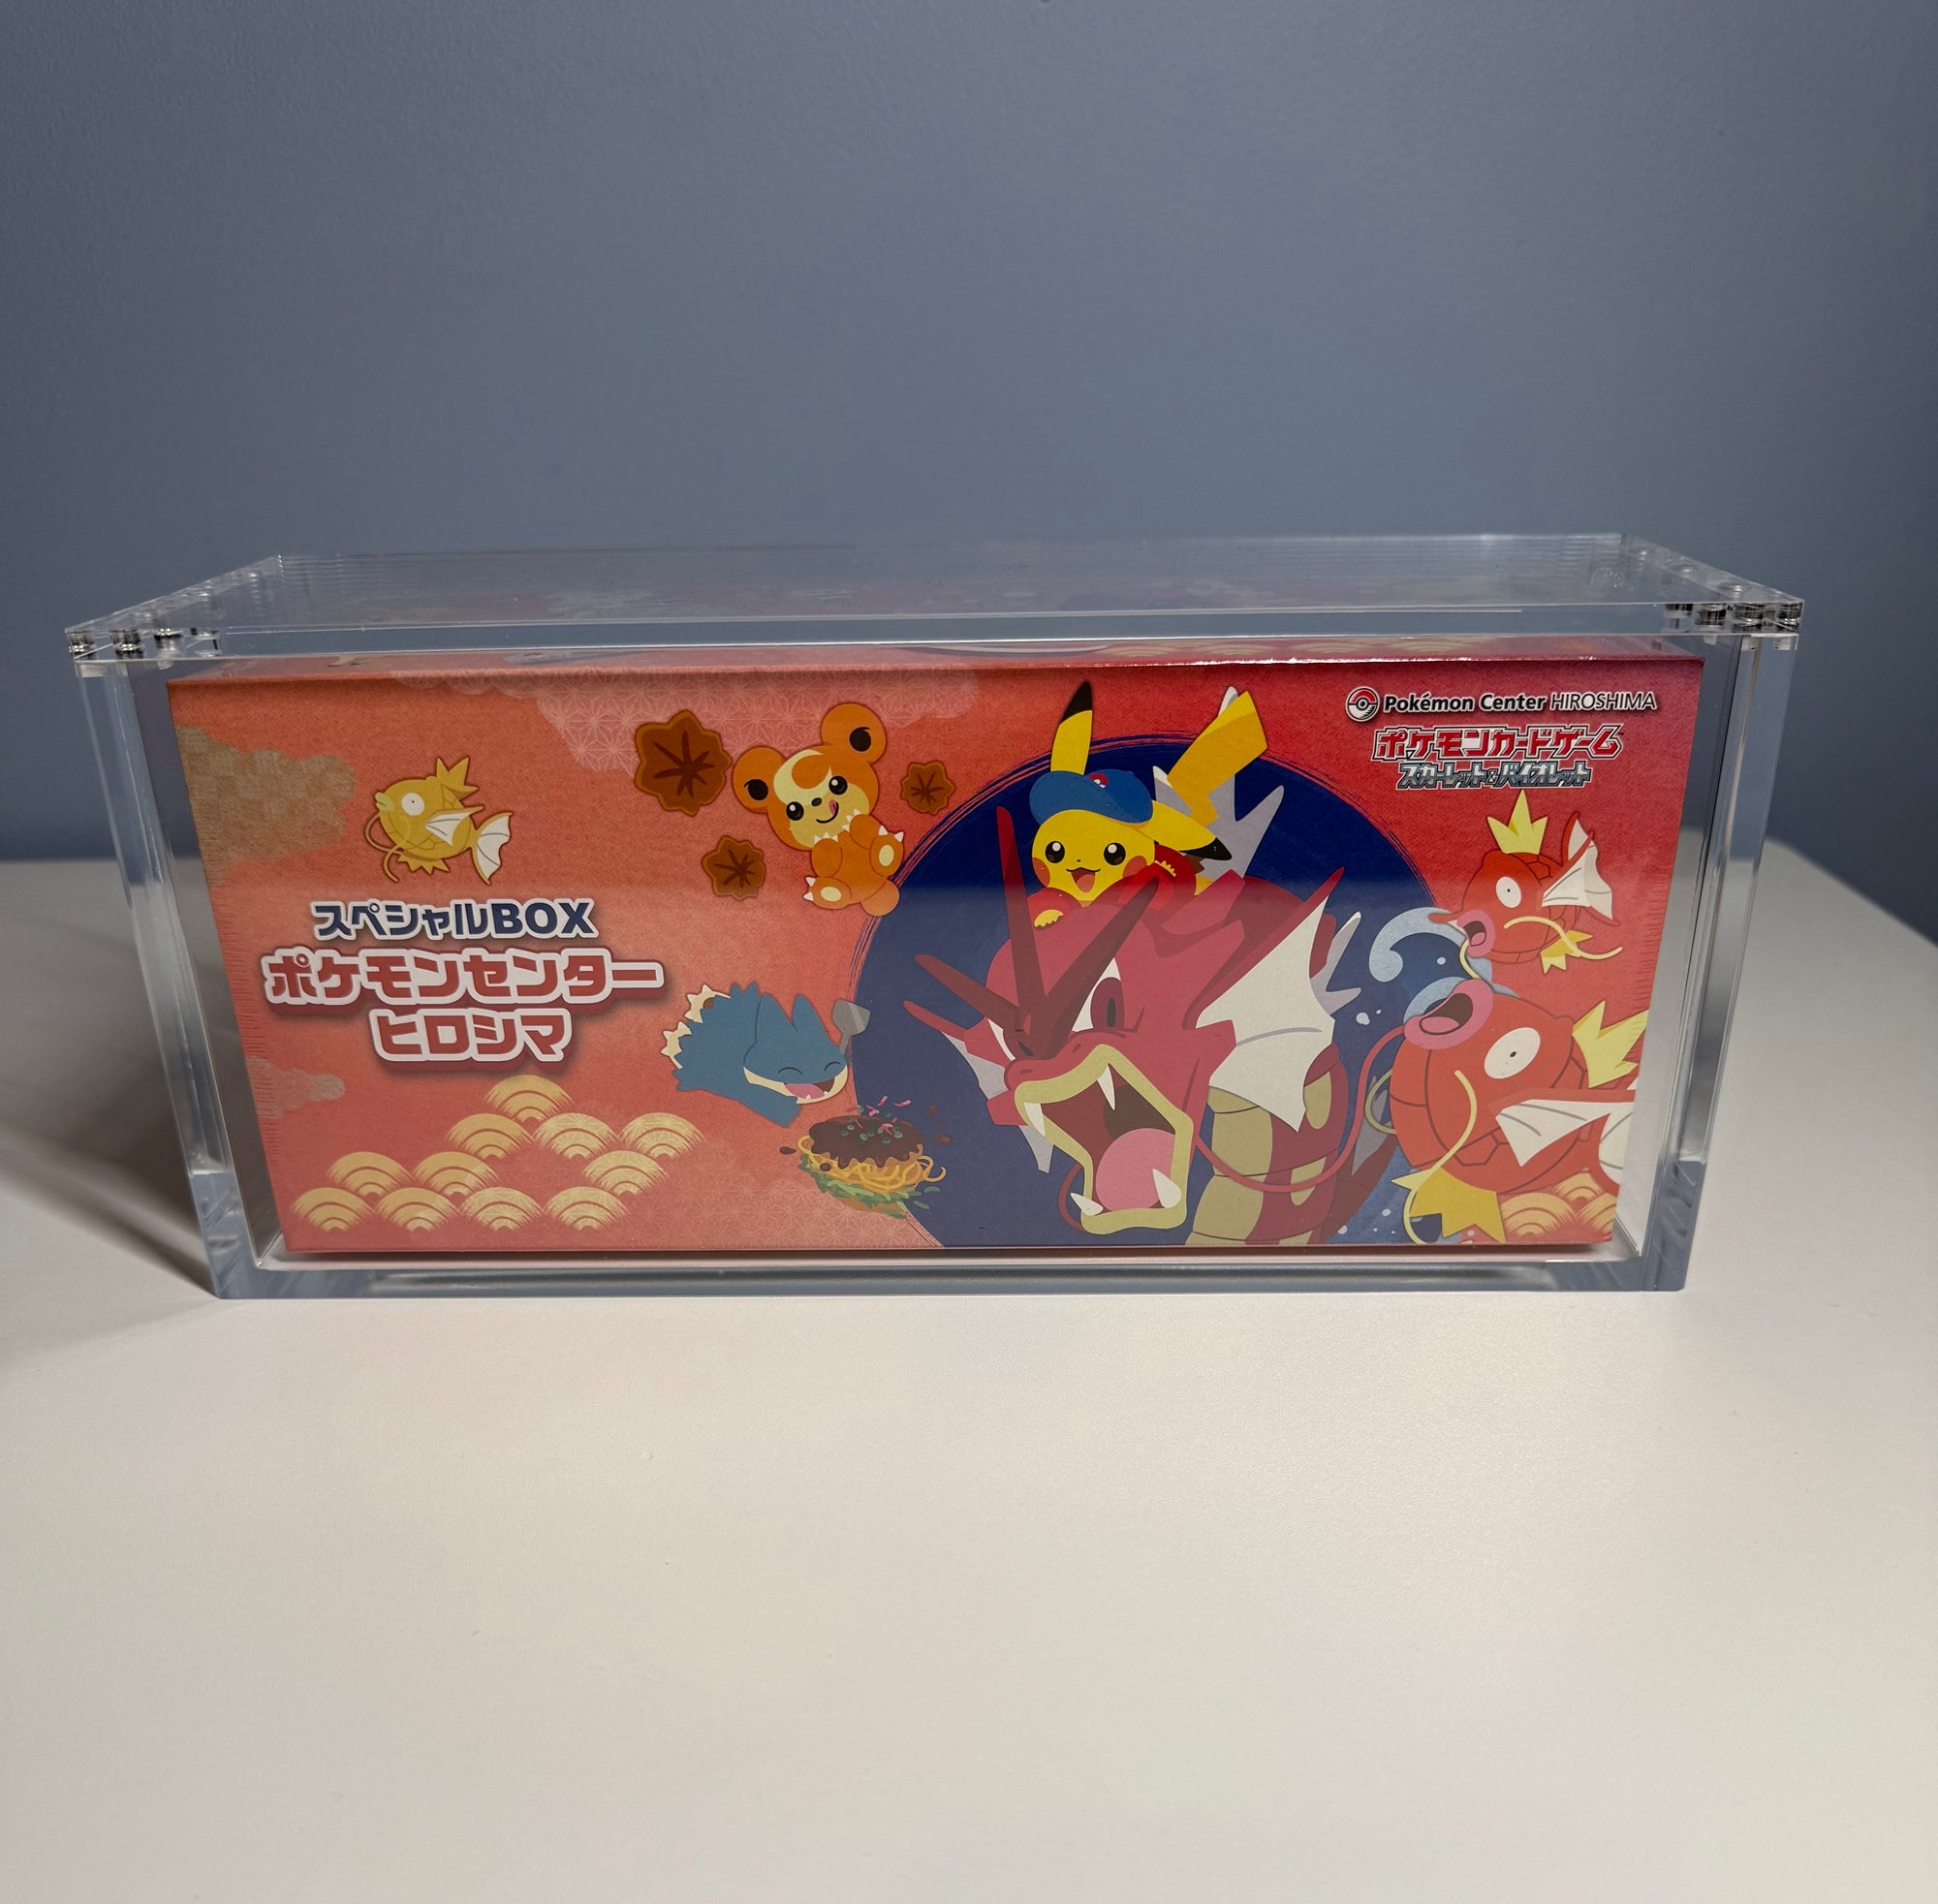 Pokémon Center HIROSHIMA
ポケモンカードゲーム
スカーレット&バイオレット
スペシャルBOX
ポケモンセンター
ヒロシマ